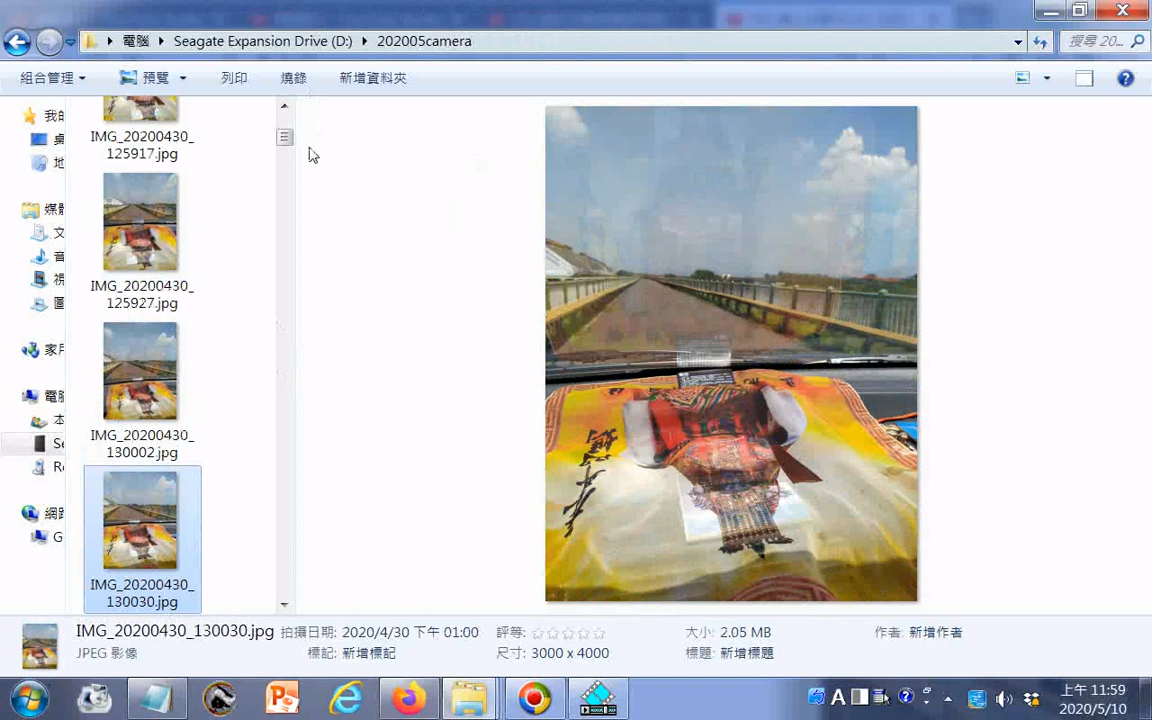 電腦 Seagate Expansion Drive (D:) 202005camera
搜尋 20...
組合管理 預覽 列印 燒錄 新增資料夾
我的
桌
地
媒體
文
音
視
圖
家用
電腦
本
Se
Re
網路
G
IMG_20200430_
125917.jpg
IMG_20200430_
125927.jpg
IMG_20200430_
130002.jpg
IMG_20200430_
130030.jpg
IMG_20200430_130030.jpg 拍攝日期: 2020/4/30 下午 01:00 評等: 大小: 2.05 MB 作者: 新增作者
JPEG 影像 標記: 新增標記 尺寸: 3000 x 4000 標題: 新增標題
A
上午 11:59
2020/5/10